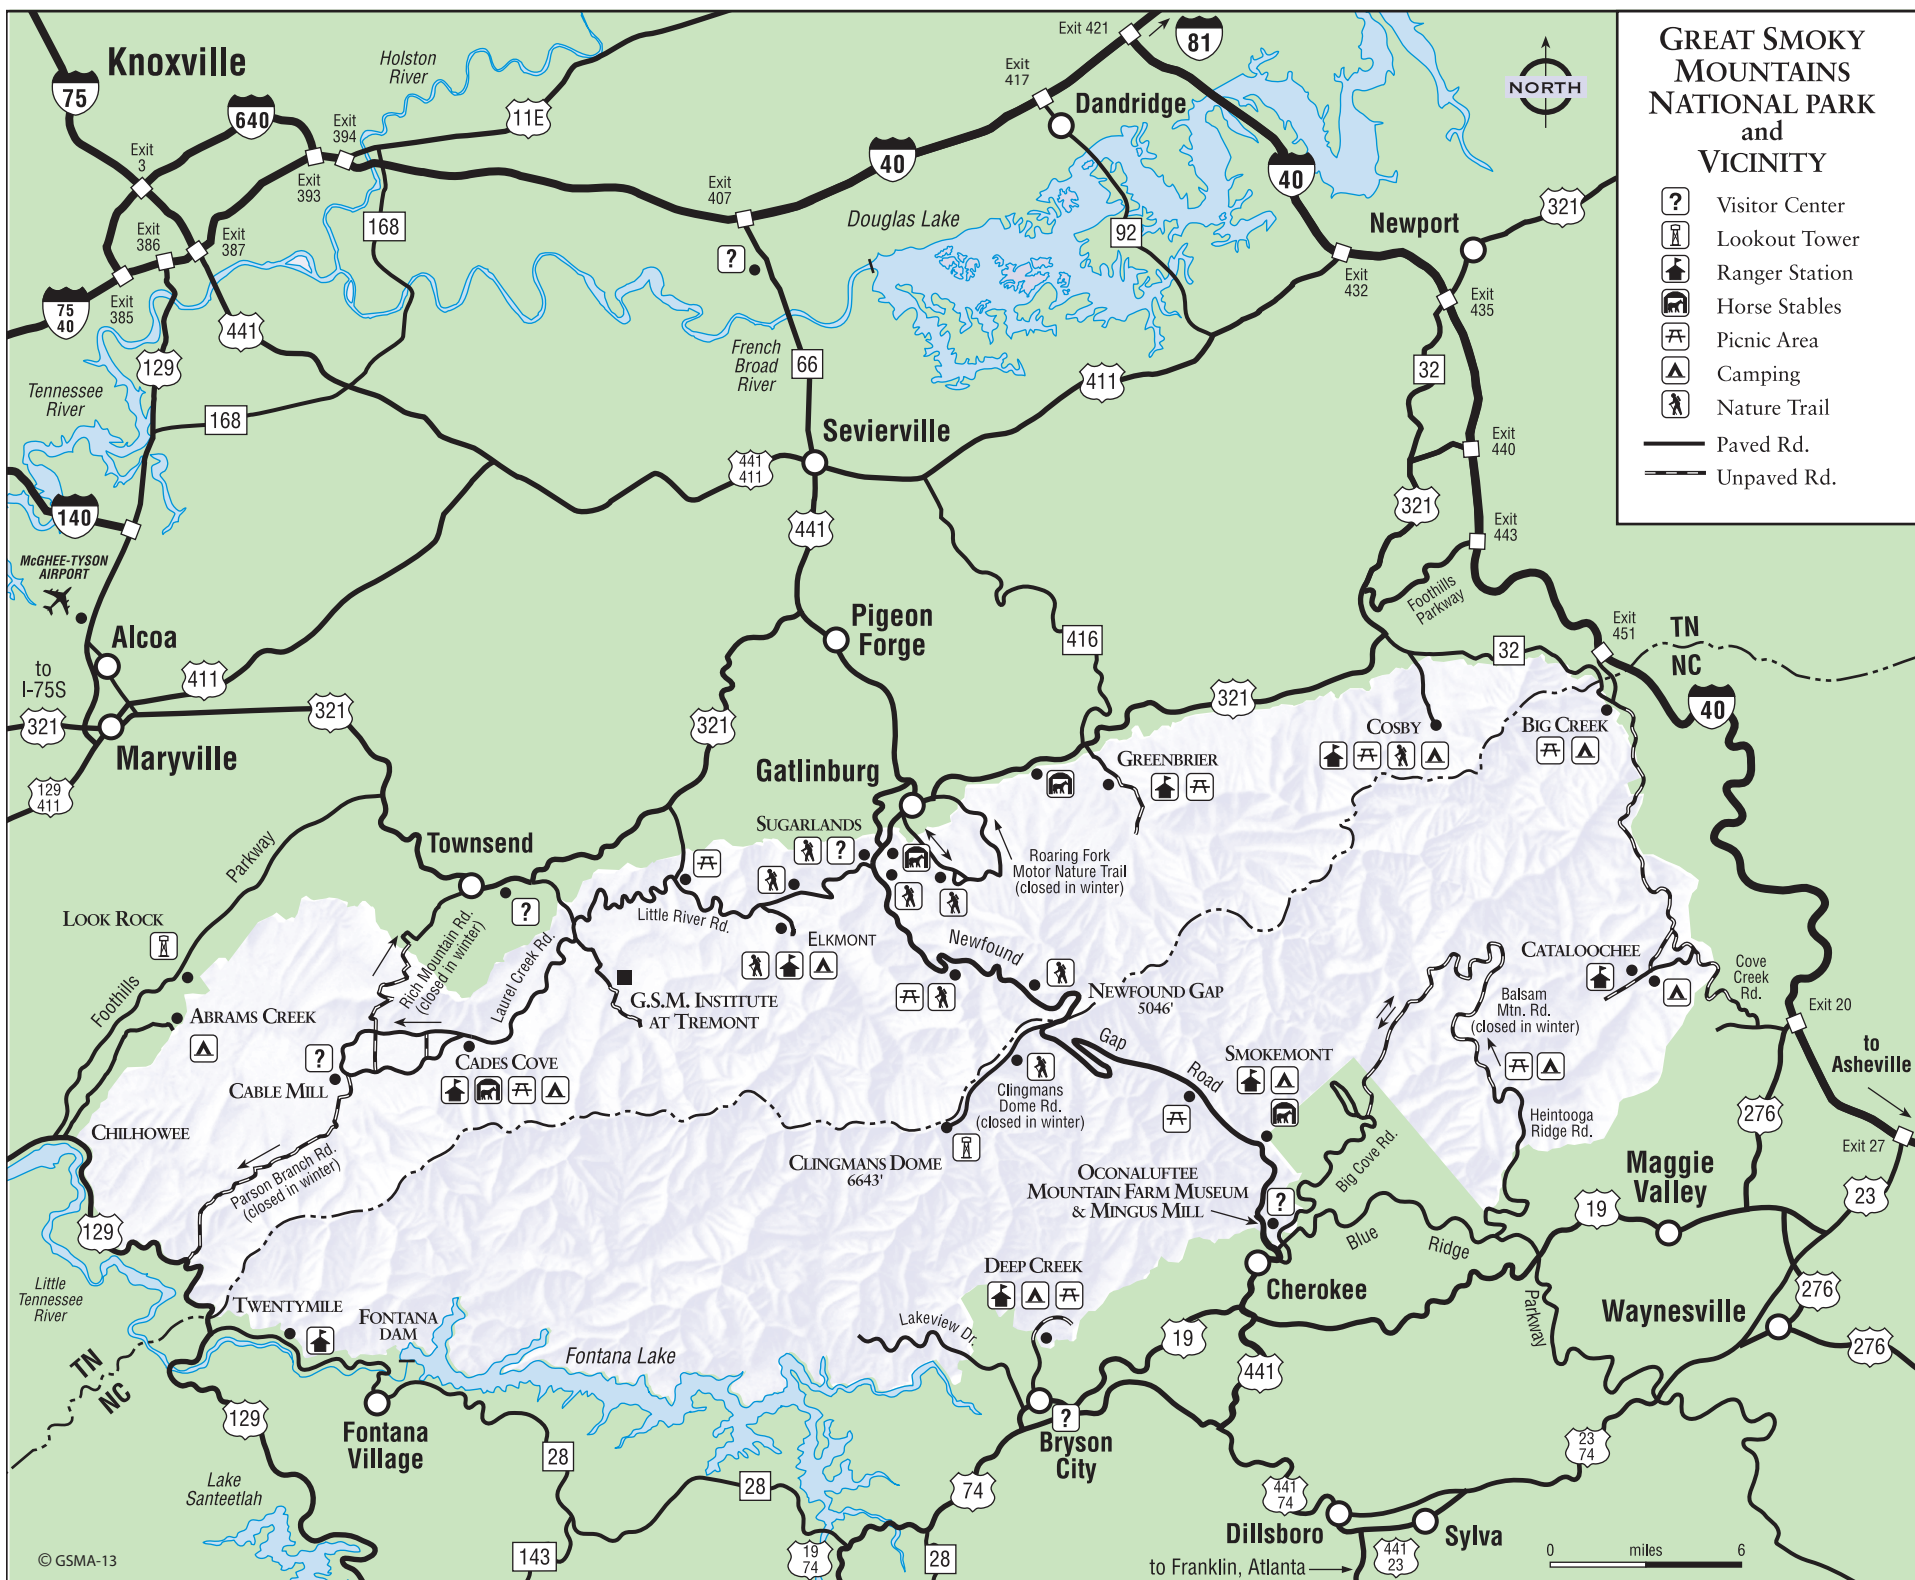 GREAT SMOKY
MOUNTAINS
NATIONAL PARK
and
VICINITY
? Visitor Center
Lookout Tower
Ranger Station
Horse Stables
Picnic Area
Camping
Nature Trail
Paved Rd.
Unpaved Rd.
NORTH
Knoxville
75
640
Exit
3
Exit
394
Exit
393
Exit
386
Exit
387
Exit
385
75
40
Holston
River
11E
168
441
129
168
Tennessee
River
140
McGHEE-TYSON
AIRPORT
Alcoa
to
I-75S
411
321
321
Maryville
129
411
Exit
407
?
40
Exit
417
Exit 421
81
Dandridge
Douglas Lake
92
40
Newport
321
Exit
432
Exit
435
French
Broad
River
66
411
32
Sevierville
441
411
441
Exit
440
321
Exit
443
Foothills
Parkway
Exit
451
TN
NC
32
40
Pigeon
Forge
416
321
321
Gatlinburg
COSBY
BIG CREEK
GREENBRIER
Townsend
?
Parkway
Foothills
LOOK ROCK
SUGARLANDS
?
Roaring Fork
Motor Nature Trail
(closed in winter)
Little River Rd.
ELKMONT
Newfound
Gap
Road
NEWFOUND GAP
5046'
Rich Mountain Rd.
(closed in winter)
Laurel Creek Rd.
G.S.M. INSTITUTE
AT TREMONT
ABRAMS CREEK
?
CABLE MILL
CADES COVE
CHILHOWEE
Parson Branch Rd.
(closed in winter)
Clingmans
Dome Rd.
(closed in winter)
CLINGMANS DOME
6643'
SMOKEMONT
OCONALUFTEE
MOUNTAIN FARM MUSEUM
& MINGUS MILL
?
Big Cove Rd.
CATALOOCHEE
Cove
Creek
Rd.
Balsam
Mtn. Rd.
(closed in winter)
Heintooga
Ridge Rd.
Exit 20
to
Asheville
276
Exit 27
Maggie
Valley
19
23
Blue
Ridge
Parkway
Cherokee
Waynesville
276
276
129
Little
Tennessee
River
TWENTYMILE
FONTANA
DAM
Fontana Lake
DEEP CREEK
Lakeview Dr.
19
441
TN
NC
129
Fontana
Village
28
28
Bryson
City
?
74
23
74
441
74
Dillsboro
Sylva
Lake
Santeetlah
143
19
74
28
441
23
to Franklin, Atlanta
0 miles 6
© GSMA-13